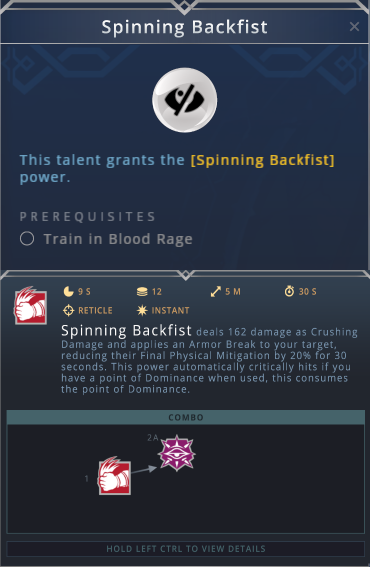 Spinning Backfist
This talent grants the [Spinning Backfist]
power.
PREREQUISITES
Train in Blood Rage
9 S 12 5 M 30 S
RETICLE INSTANT
Spinning Backfist deals 162 damage as Crushing
Damage and applies an Armor Break to your target,
reducing their Final Physical Mitigation by 20% for 30
seconds. This power automatically critically hits if you
have a point of Dominance when used, this consumes
the point of Dominance.
COMBO
2A
1
HOLD LEFT CTRL TO VIEW DETAILS